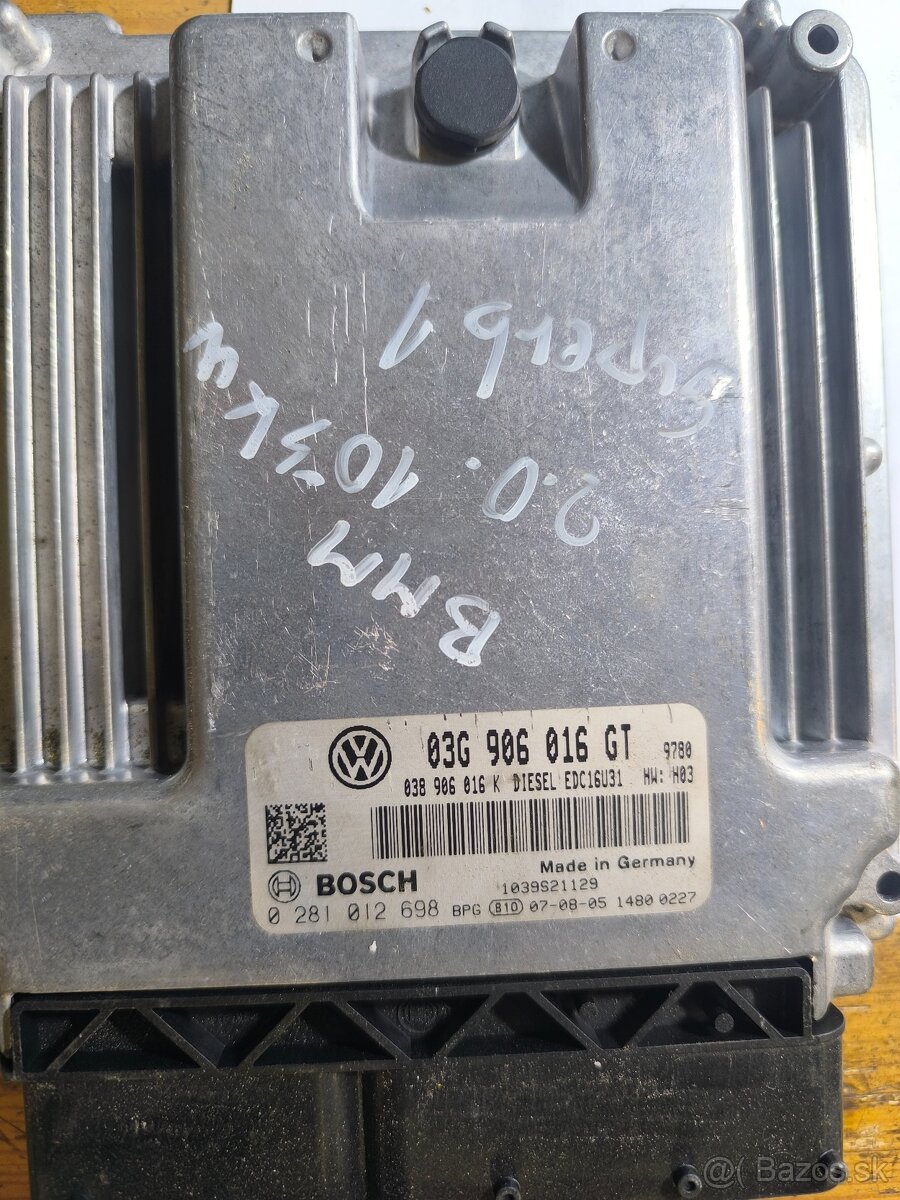 Superb 1
2.0. 103kW
BMM
03G 906 016 GT 9780
038 906 016 K DIESEL EDC16U31 HW: H03
Made in Germany
BOSCH 1039S21129
0 281 012 698 BPG B10 07-08-05 1480 0227
@ Bazos.sk